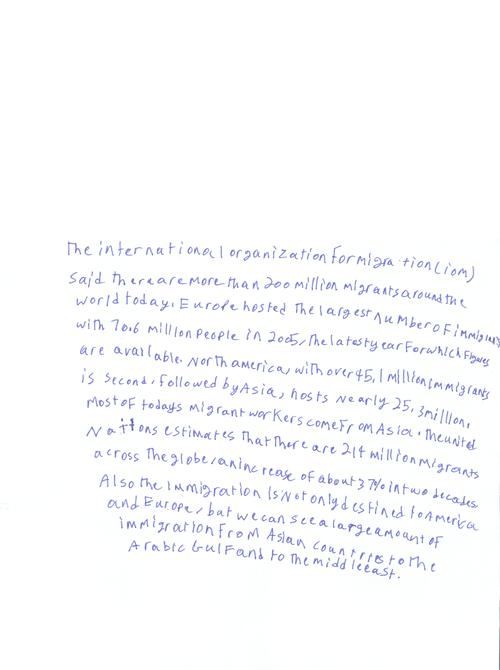 The international organization for migration (iom)
said there are more than 200 million migrants around the
world today. Europe hosted the largest number of immigrants
with 70.6 million people in 2005, the latest year for which figures
are available. North america, with over 45,1 million immigrants
is second, followed by Asia, hosts nearly 25,3 million.
Most of todays migrant workers come from Asia. the united
Nations estimates that there are 214 million migrants
across the globe, an increase of about 37% in two decades
Also the immigration is not only destined to America
and Europe, but we can see a large amount of
immigration from Asian countries to the
Arabic Gulf and to the middle east.